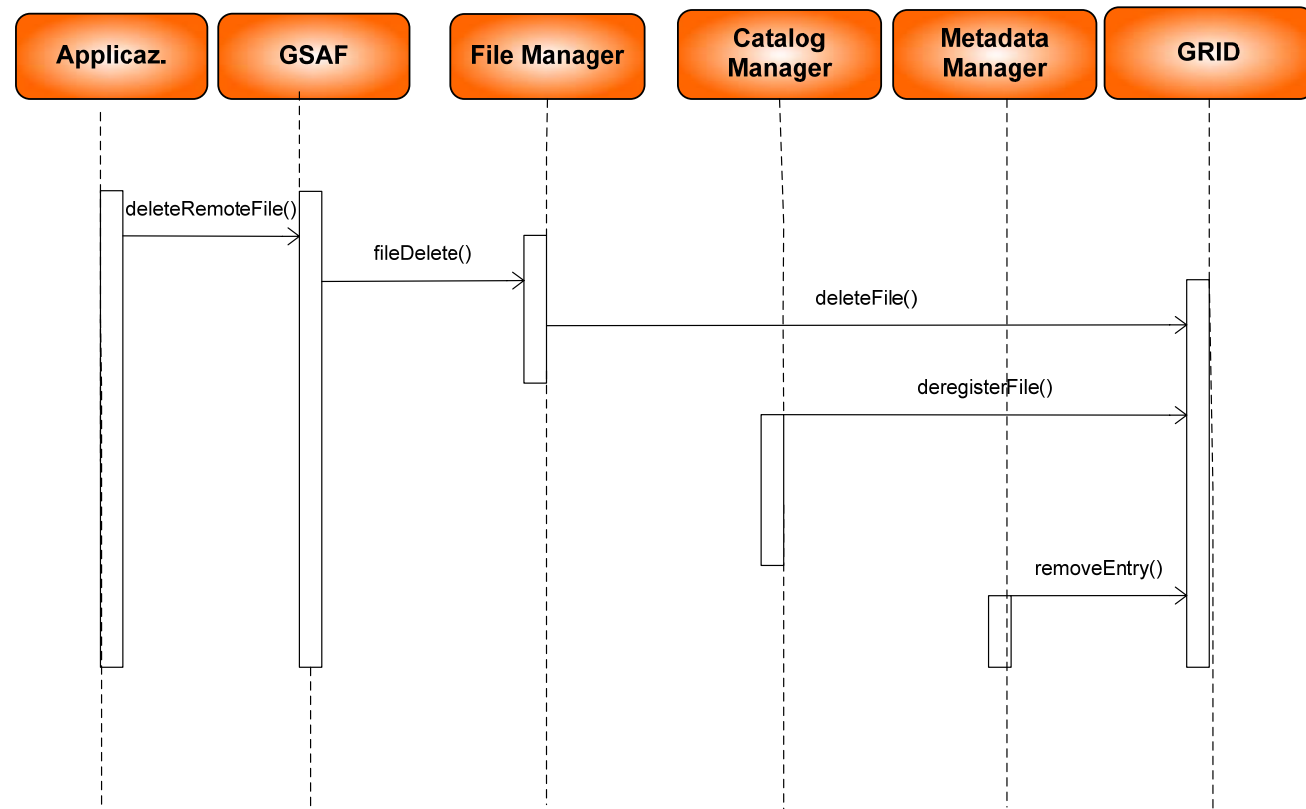 Applicaz.
GSAF
File Manager
Catalog
Manager
Metadata
Manager
GRID
deleteRemoteFile()
fileDelete()
deleteFile()
deregisterFile()
removeEntry()